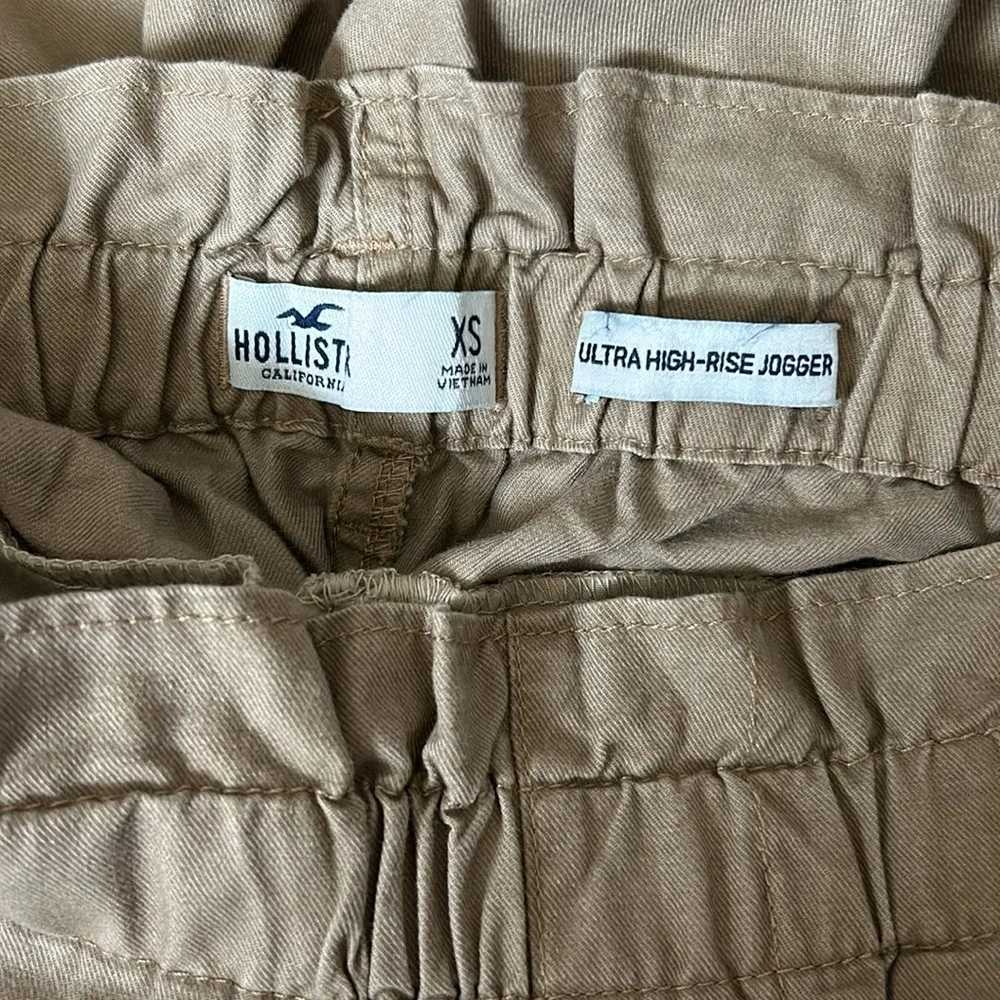 HOLLIST
CALIFORNI
XS
MADE IN
VIETNAM
ULTRA HIGH-RISE JOGGER